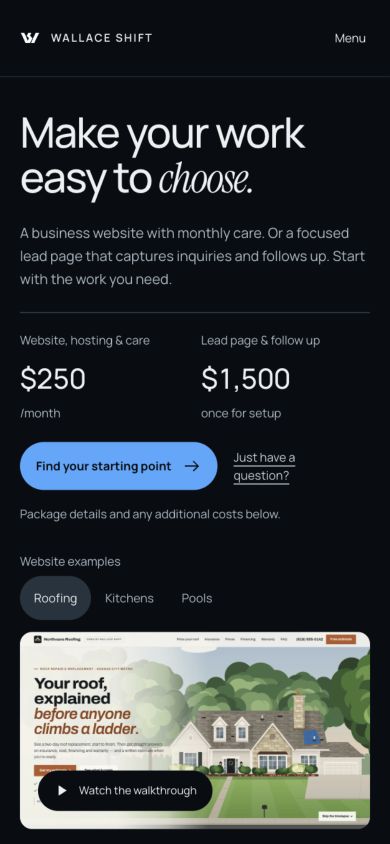 WALLACE SHIFT
Menu
Make your work
easy to choose.
A business website with monthly care. Or a focused
lead page that captures inquiries and follows up. Start
with the work you need.
Website, hosting & care
Lead page & follow up
$250
$1,500
/month
once for setup
Find your starting point
Just have a
question?
Package details and any additional costs below.
Website examples
Roofing
Kitchens
Pools
Northvane Roofing
Your roof,
explained
before anyone
climbs a ladder.
Watch the walkthrough